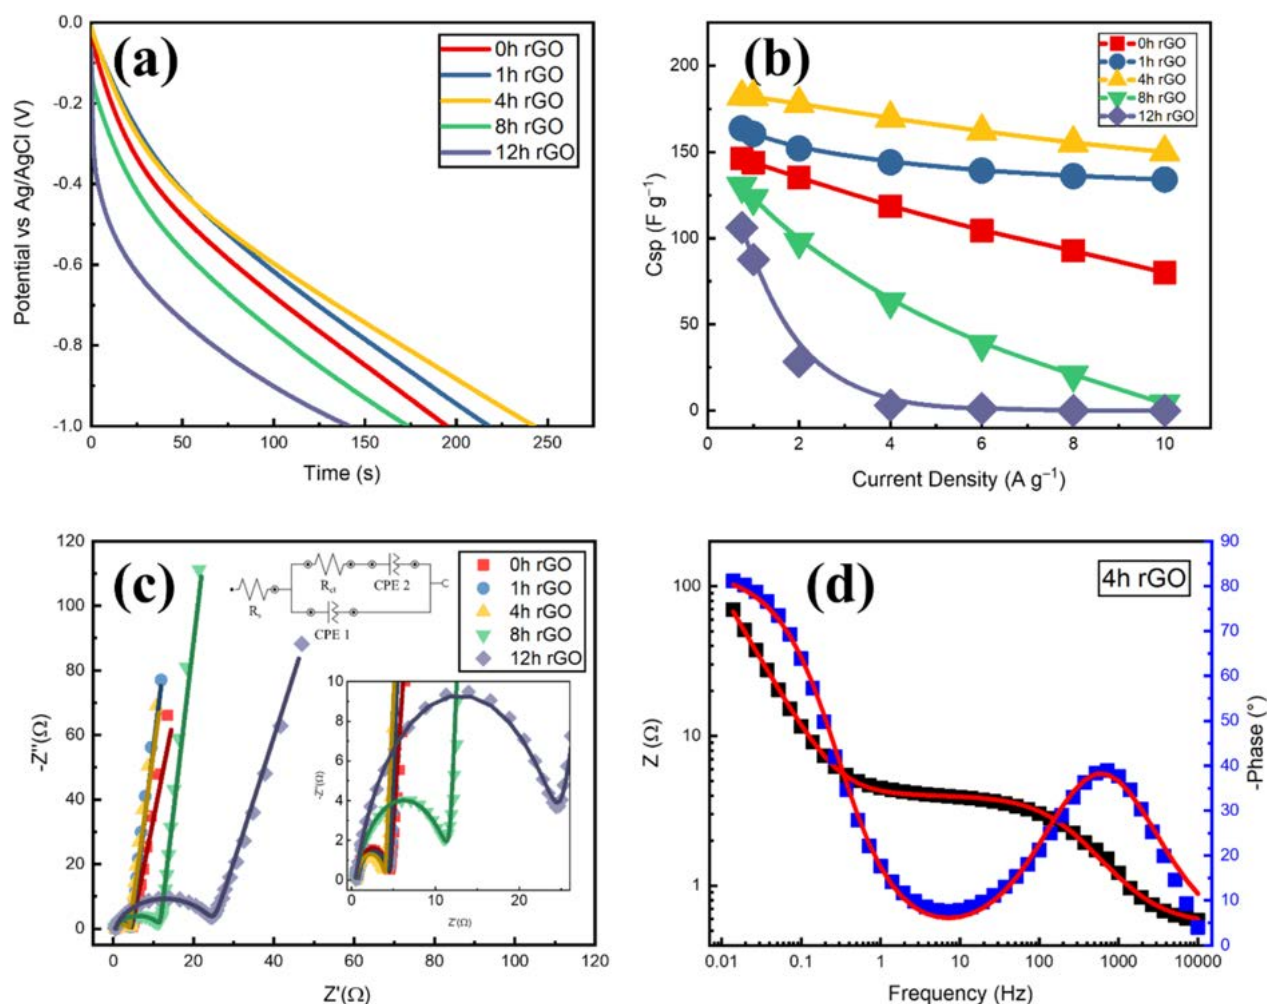 (a)
0h rGO
1h rGO
4h rGO
8h rGO
12h rGO
0.0
-0.2
-0.4
-0.6
-0.8
-1.0
Potential vs Ag/AgCl (V)
0 50 100 150 200 250
Time (s)
(b)
0h rGO
1h rGO
4h rGO
8h rGO
12h rGO
200
150
100
50
0
Csp (F g⁻¹)
0 2 4 6 8 10
Current Density (A g⁻¹)
(c)
Rct
CPE 2
Rs
CPE 1
0h rGO
1h rGO
4h rGO
8h rGO
12h rGO
120
100
80
60
40
20
0
-Z''(Ω)
10
8
6
4
2
0
-Z'(Ω)
0 10 20
Z'(Ω)
0 20 40 60 80 100 120
Z'(Ω)
(d)
4h rGO
100
10
1
Z (Ω)
90
80
70
60
50
40
30
20
10
0
-Phase (°)
0.01 0.1 1 10 100 1000 10000
Frequency (Hz)